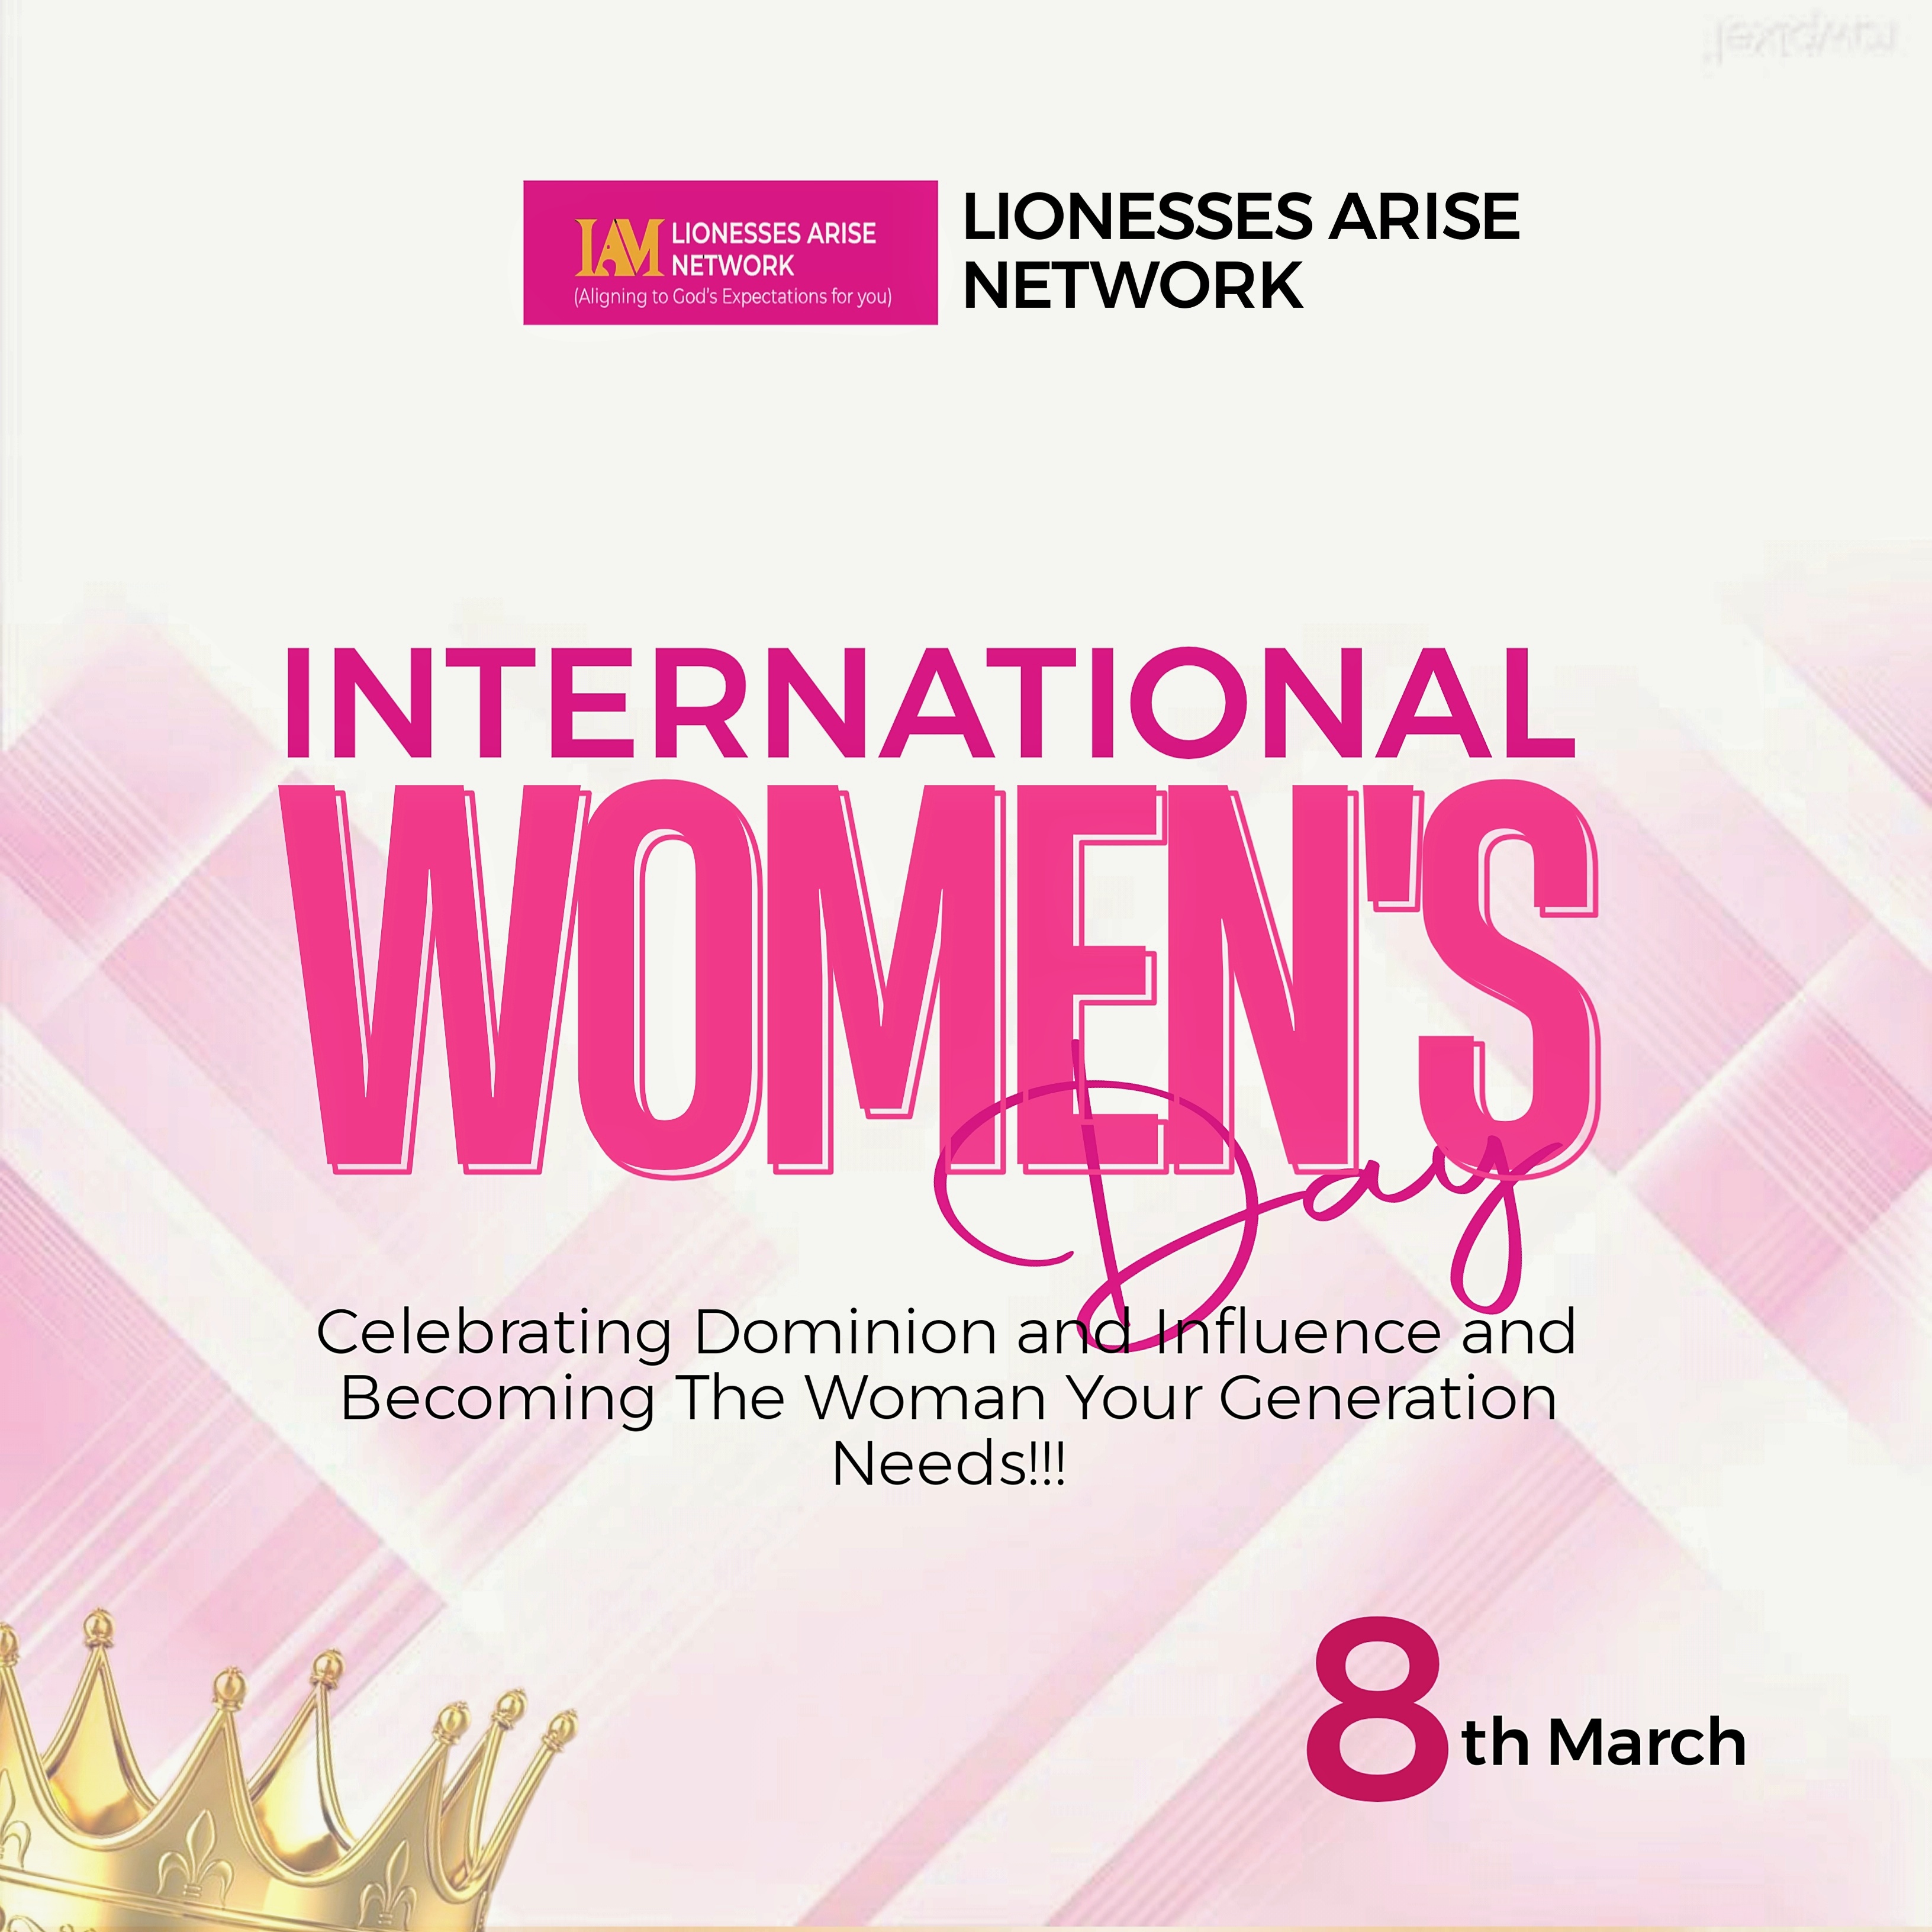 IAM LIONESSES ARISE
NETWORK
(Aligning to God's Expectations for you)
LIONESSES ARISE
NETWORK
INTERNATIONAL
WOMEN'S
Day
Celebrating Dominion and Influence and
Becoming The Woman Your Generation
Needs!!!
8th March